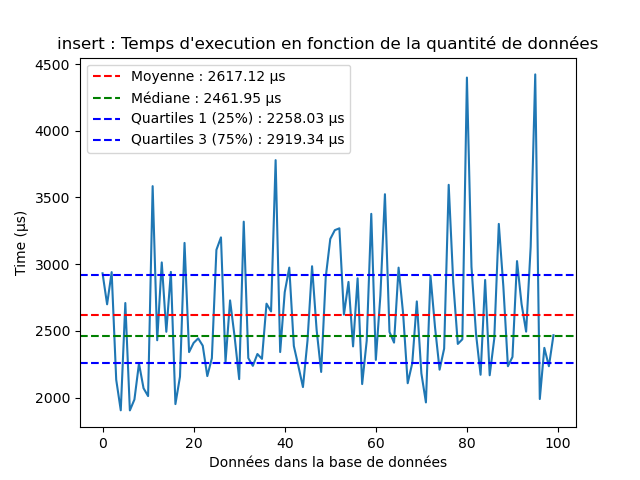 insert : Temps d'execution en fonction de la quantité de données
Moyenne : 2617.12 µs
Médiane : 2461.95 µs
Quartiles 1 (25%) : 2258.03 µs
Quartiles 3 (75%) : 2919.34 µs
4500
4000
3500
3000
2500
2000
Time (µs)
0 20 40 60 80 100
Données dans la base de données